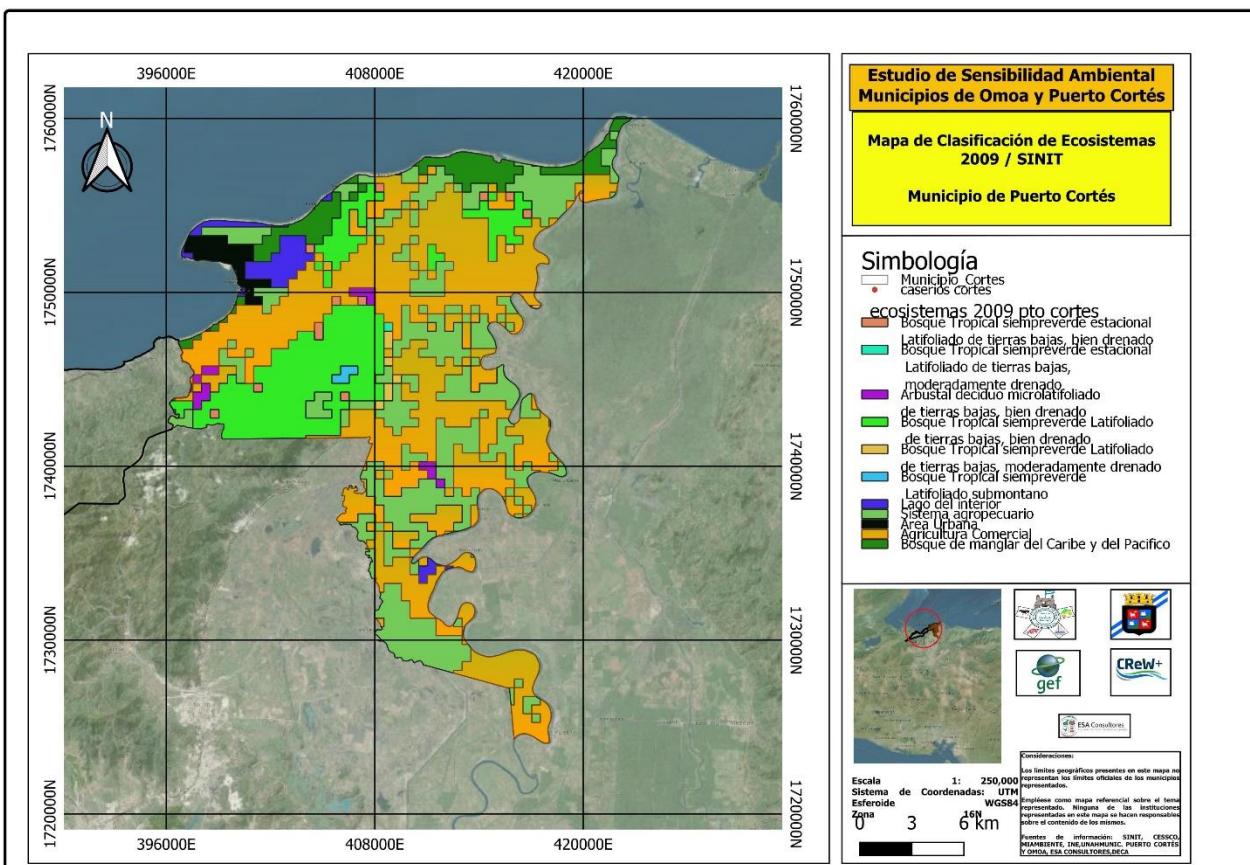 396000E
408000E
420000E
N
1760000N
1760000N
1750000N
1750000N
1740000N
1740000N
1730000N
1730000N
1720000N
1720000N
396000E
408000E
420000E
Estudio de Sensibilidad Ambiental
Municipios de Omoa y Puerto Cortés
Mapa de Clasificación de Ecosistemas
2009 / SINIT
Municipio de Puerto Cortés
Simbología
Municipio_Cortes
caserios cortes
ecosistemas 2009 pto cortes
Bosque Tropical siempreverde estacional
Latifoliado de tierras bajas, bien drenado
Bosque Tropical siempreverde estacional
Latifoliado de tierras bajas,
moderadamente drenado
Arbustal deciduo microlatifoliado
de tierras bajas, bien drenado
Bosque Tropical siempreverde Latifoliado
de tierras bajas, bien drenado
Bosque Tropical siempreverde Latifoliado
de tierras bajas, moderadamente drenado
Bosque Tropical siempreverde
Latifoliado submontano
Lago del interior
Sistema agropecuario
Area Urbana
Agricultura Comercial
Bosque de manglar del Caribe y del Pacifico
gef
CReW+
ESA Consultores
Escala 1: 250,000
Sistema de Coordenadas: UTM
Esferoide WGS84
Zona 16N
0 3 6 km
Consideraciones:
Los límites geográficos presentes en este mapa no
representan los límites oficiales de los municipios
representados.
Empléese como mapa referencial sobre el tema
representado. Ninguna de las instituciones
representadas en este mapa se hacen responsables
sobre el contenido de los mismos.
Fuentes de información: SINIT, CESSCO,
MIAMBIENTE, INE,UNAHMUNIC. PUERTO CORTÉS
Y OMOA, ESA CONSULTORES,DECA